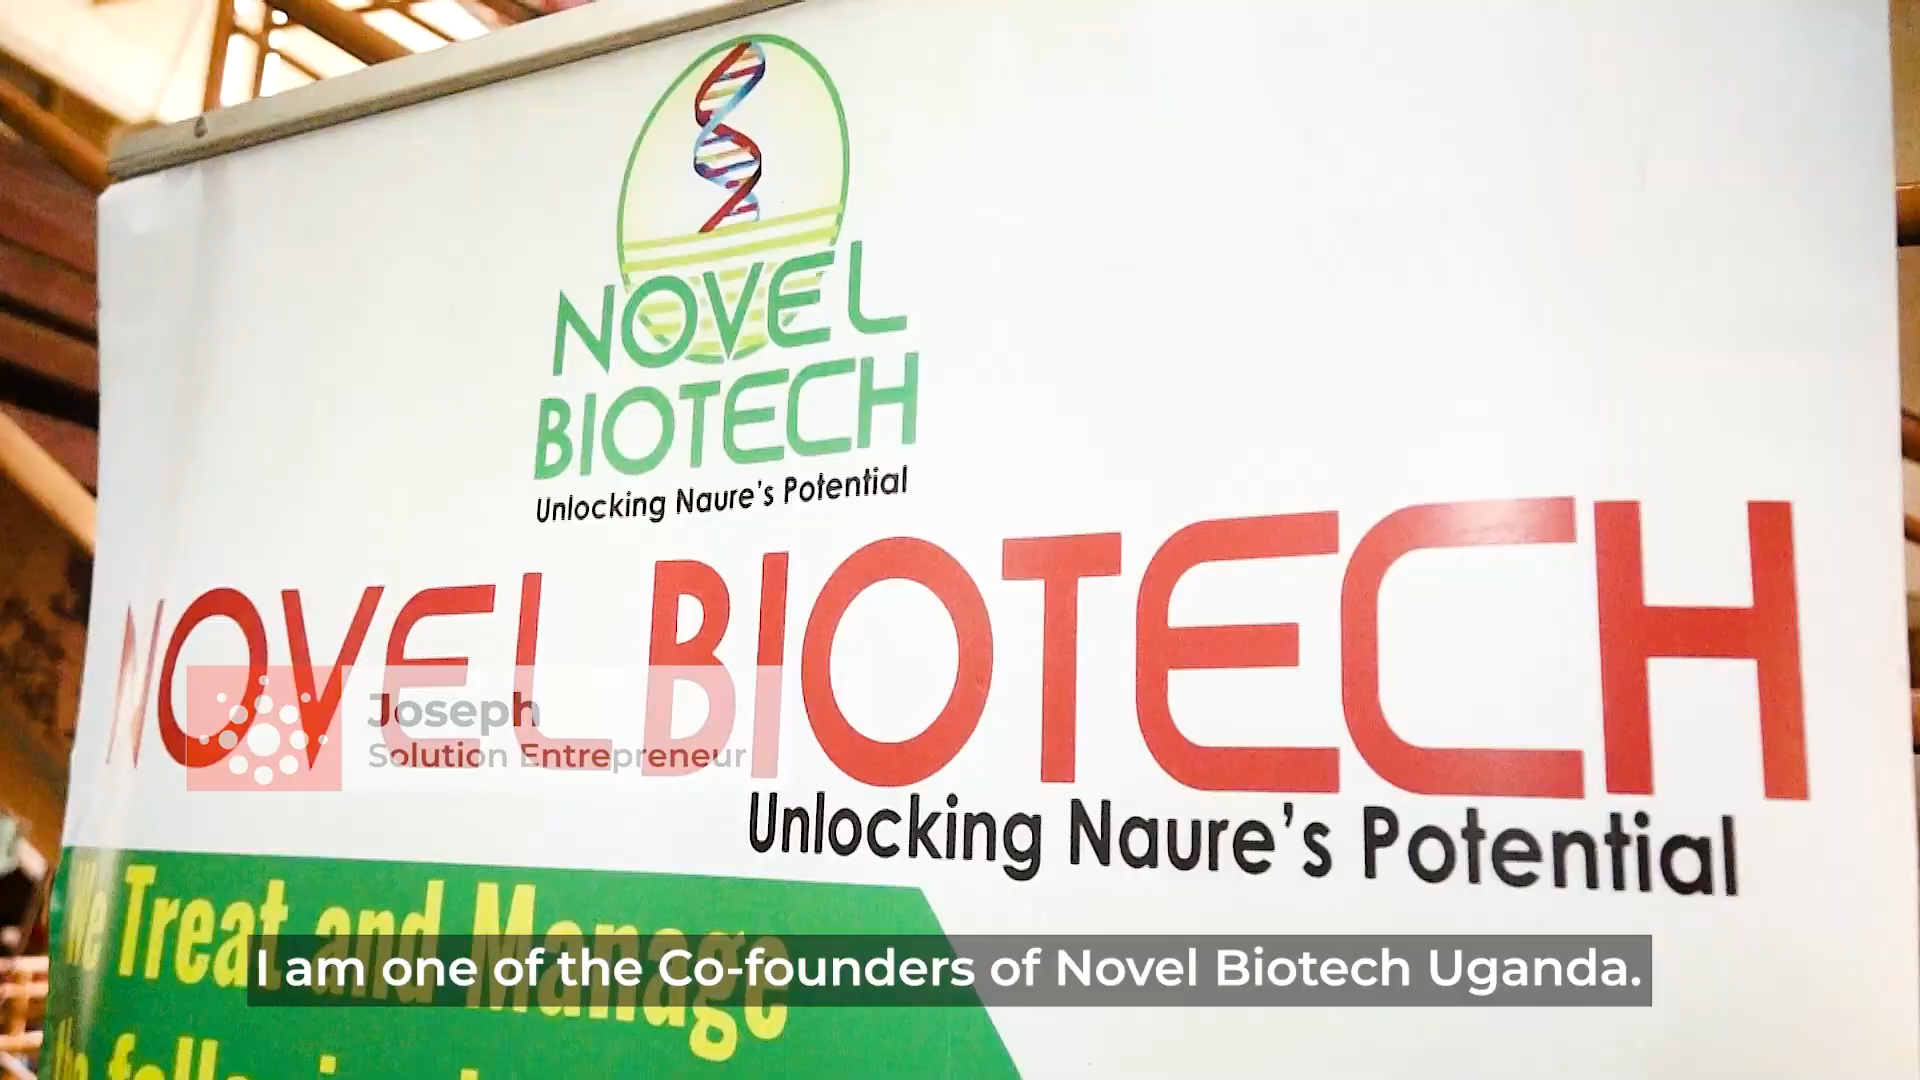 NOVEL
BIOTECH
Unlocking Naure's Potential
NOVEL BIOTECH
Joseph
Solution Entrepreneur
Unlocking Naure's Potential
We Treat and Manage
I am one of the Co-founders of Novel Biotech Uganda.